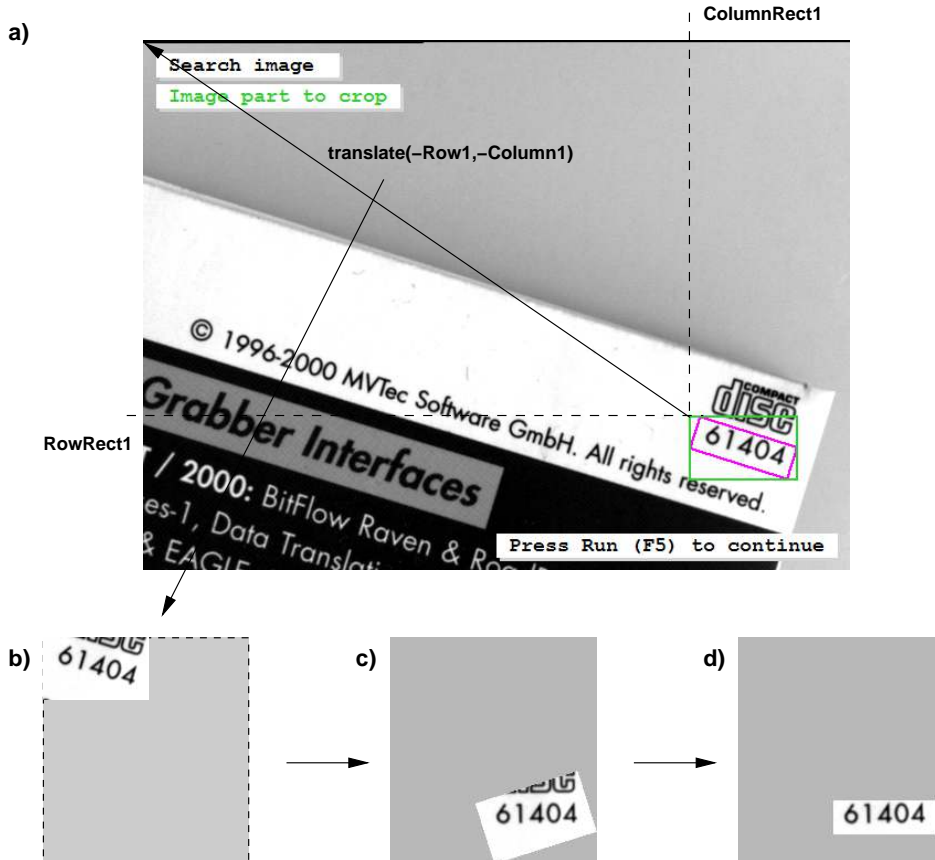 ColumnRect1
a)
Search image
Image part to crop
translate(−Row1,−Column1)
© 1996-2000 MVTec Software GmbH. All rights reserved.
COMPACT
disc
61404
RowRect1
Grabber Interfaces
T / 2000: BitFlow Raven & Roa
es-1, Data Translati
& EAGLE
Press Run (F5) to continue
b)
61404
c)
61404
d)
61404